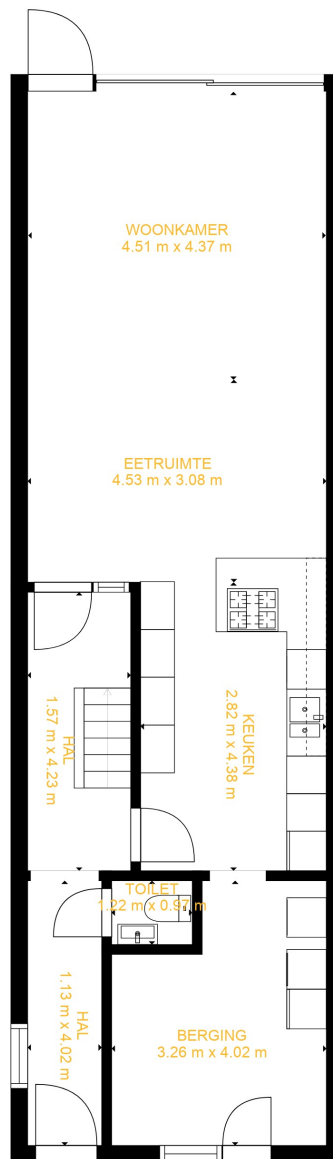 WOONKAMER
4.51 m x 4.37 m
EETRUIMTE
4.53 m x 3.08 m
HAL
1.57 m x 4.23 m
KEUKEN
2.82 m x 4.38 m
TOILET
1.22 m x 0.97 m
HAL
1.13 m x 4.02 m
BERGING
3.26 m x 4.02 m